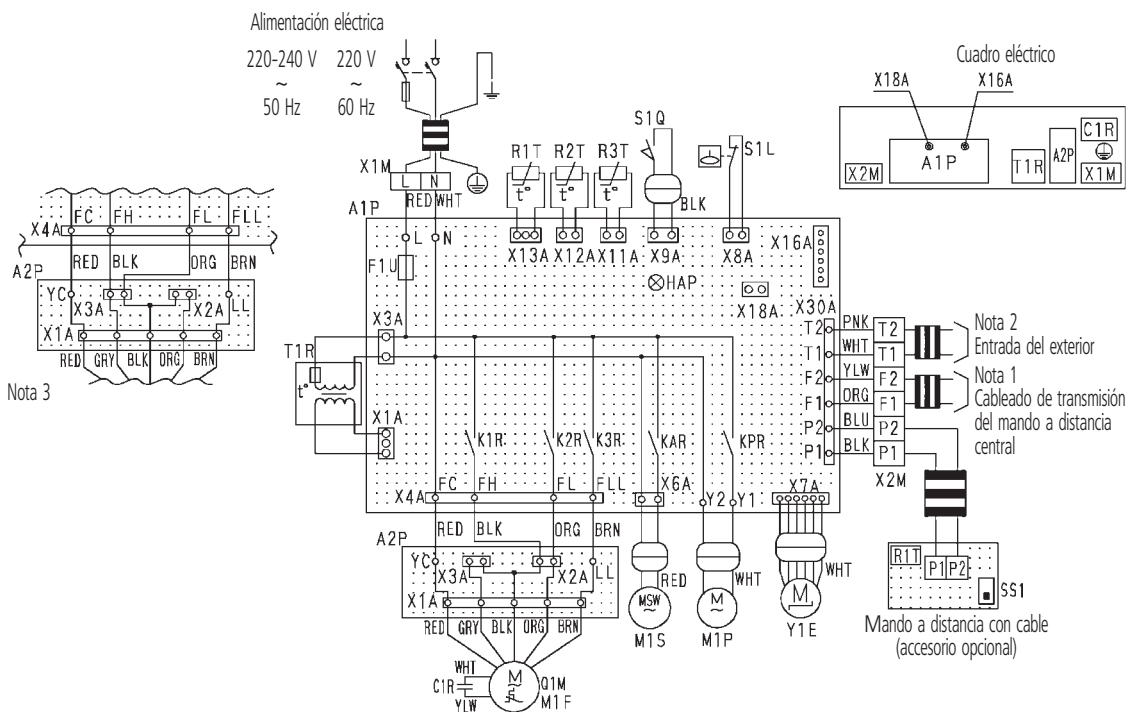 Alimentación eléctrica
220-240 V 220 V
~ ~
50 Hz 60 Hz
Cuadro eléctrico
X18A X16A
A1P
X2M
T1R
A2P
C1R
X1M
X1M
L N
RED WHT
S1Q
S1L
R1T R2T R3T
t° t° t°
BLK
A1P
L N
F1U
X13A X12A X11A X9A X8A
X16A
HAP
X18A
X30A
X3A
T1R
t°
X1A
K1R K2R K3R KAR KPR
T2 PNK T2
T1 WHT T1
F2 YLW F2
F1 ORG F1
P2 BLU P2
P1 BLK P1
X2M
Nota 2
Entrada del exterior
Nota 1
Cableado de transmisión
del mando a distancia
central
FC FH FL FLL
X4A
RED BLK ORG BRN
A2P
YC X3A X2A LL
X1A
RED GRY BLK ORG BRN
Nota 3
FC FH FL FLL X6A Y2 Y1 X7A
X4A
RED BLK ORG BRN
A2P
YC X3A X2A LL
X1A
RED GRY BLK ORG BRN
WHT
C1R
YLW
M
~
Q1M
M1F
RED
MSW
~
M1S
WHT
M
~
M1P
WHT
M
Y1E
R1T
P1 P2
SS1
Mando a distancia con cable
(accesorio opcional)